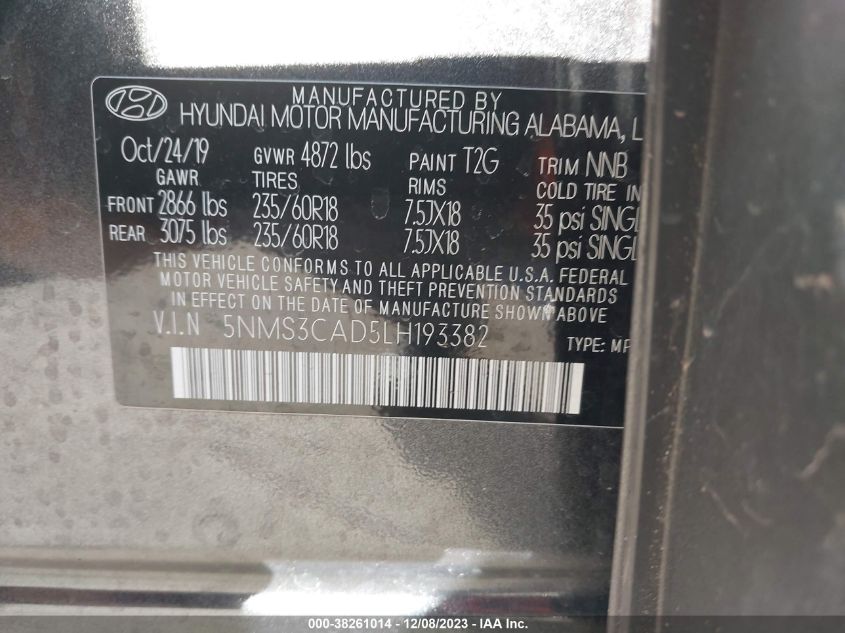 MANUFACTURED BY
HYUNDAI MOTOR MANUFACTURING ALABAMA, L
Oct/24/19 GVWR 4872 lbs PAINT T2G TRIM NNB
GAWR TIRES RIMS COLD TIRE IN
FRONT 2866 lbs 235/60R18 7.5JX18 35 psi SINGL
REAR 3075 lbs 235/60R18 7.5JX18 35 psi SINGL
THIS VEHICLE CONFORMS TO ALL APPLICABLE U.S.A. FEDERAL
MOTOR VEHICLE SAFETY AND THEFT PREVENTION STANDARDS
IN EFFECT ON THE DATE OF MANUFACTURE SHOWN ABOVE
V.I.N 5NMS3CAD5LH193382 TYPE: MP
000-38261014 - 12/08/2023 - IAA Inc.